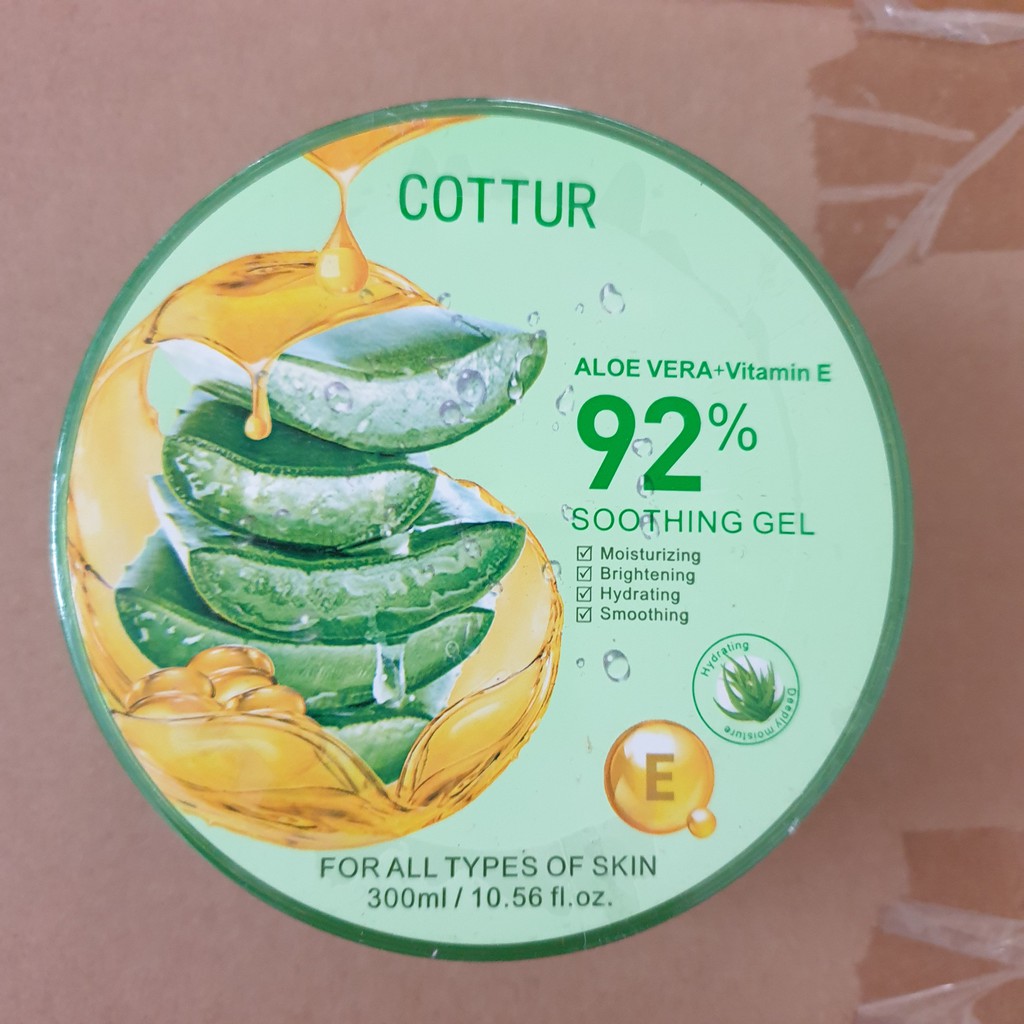 COTTUR
ALOE VERA+Vitamin E
92%
SOOTHING GEL
☑ Moisturizing
☑ Brightening
☑ Hydrating
☑ Smoothing
Hydrating
Deeply moisture
E
FOR ALL TYPES OF SKIN
300ml / 10.56 fl.oz.